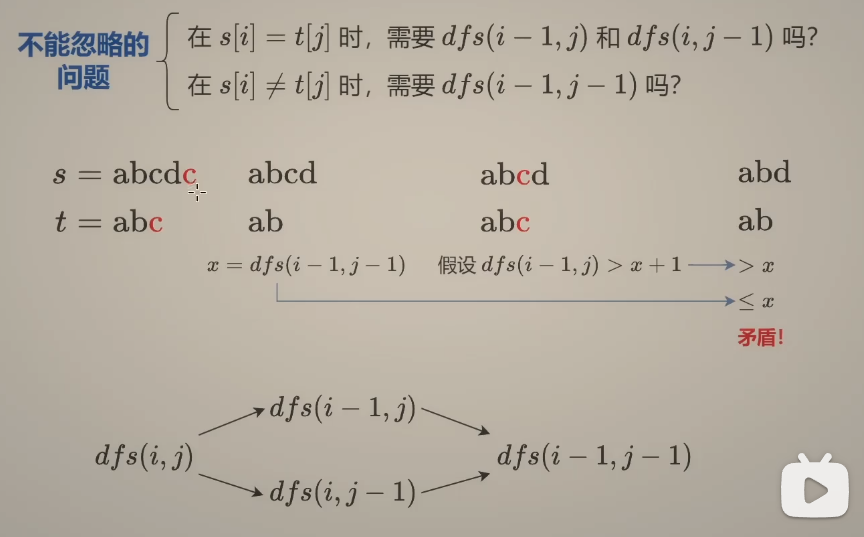 不能忽略的
问题
在 s[i] = t[j] 时，需要 dfs(i − 1, j) 和 dfs(i, j − 1) 吗?
在 s[i] ≠ t[j] 时，需要 dfs(i − 1, j − 1) 吗?
s = abcdc abcd abcd abd
t = abc ab abc ab
x = dfs(i − 1, j − 1) 假设 dfs(i − 1, j) > x + 1 > x
≤ x
矛盾!
dfs(i − 1, j)
dfs(i, j) dfs(i − 1, j − 1)
dfs(i, j − 1)